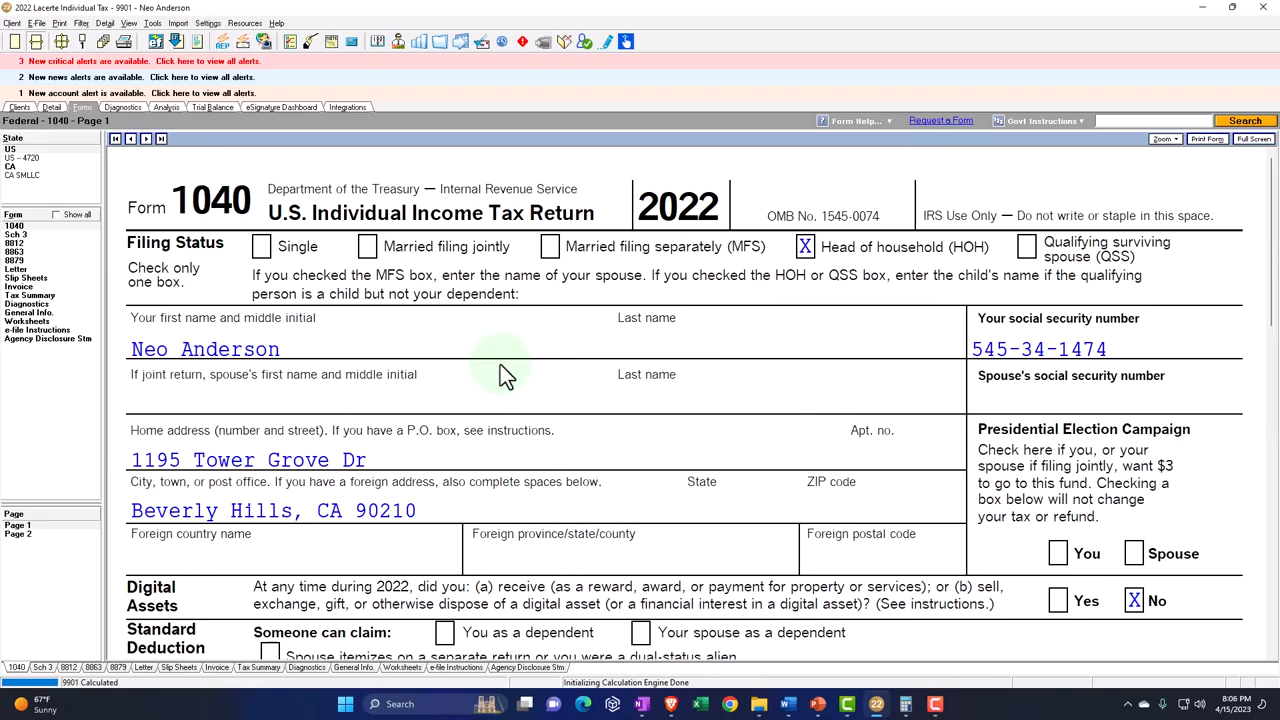 2022 Lacerte Individual Tax - 9901 - Neo Anderson
Client E-File Print Filter Detail View Tools Import Settings Resources Help
3 New critical alerts are available. Click here to view all alerts.
2 New news alerts are available. Click here to view all alerts.
1 New account alert is available. Click here to view all alerts.
Clients Detail Forms Diagnostics Analysis Trial Balance eSignature Dashboard Integrations
Federal - 1040 - Page 1
Form Help... Request a Form Govt Instructions Search
Zoom Print Form Full Screen
State
US
US - 4720
CA
CA SMLLC
Form Show all
1040
Sch 3
8812
8863
8879
Letter
Slip Sheets
Invoice
Tax Summary
Diagnostics
General Info.
Worksheets
e-file Instructions
Agency Disclosure Stm
Page
Page 1
Page 2
Form 1040 Department of the Treasury — Internal Revenue Service
U.S. Individual Income Tax Return
2022
OMB No. 1545-0074
IRS Use Only — Do not write or staple in this space.
Filing Status
Check only
one box.
Single Married filing jointly Married filing separately (MFS) X Head of household (HOH) Qualifying surviving
spouse (QSS)
If you checked the MFS box, enter the name of your spouse. If you checked the HOH or QSS box, enter the child's name if the qualifying
person is a child but not your dependent:
Your first name and middle initial Last name Your social security number
Neo Anderson 545-34-1474
If joint return, spouse's first name and middle initial Last name Spouse's social security number
Home address (number and street). If you have a P.O. box, see instructions. Apt. no.
1195 Tower Grove Dr
City, town, or post office. If you have a foreign address, also complete spaces below. State ZIP code
Beverly Hills, CA 90210
Foreign country name Foreign province/state/county Foreign postal code
Presidential Election Campaign
Check here if you, or your
spouse if filing jointly, want $3
to go to this fund. Checking a
box below will not change
your tax or refund.
You Spouse
Digital
Assets
At any time during 2022, did you: (a) receive (as a reward, award, or payment for property or services); or (b) sell,
exchange, gift, or otherwise dispose of a digital asset (or a financial interest in a digital asset)? (See instructions.)
Yes X No
Standard
Deduction
Someone can claim: You as a dependent Your spouse as a dependent
Spouse itemizes on a separate return or you were a dual-status alien
1040 Sch 3 8812 8863 8879 Letter Slip Sheets Invoice Tax Summary Diagnostics General Info. Worksheets e-file Instructions Agency Disclosure Stm
9901 Calculated Initializing Calculation Engine Done
67°F
Sunny
Search
8:06 PM
4/15/2023